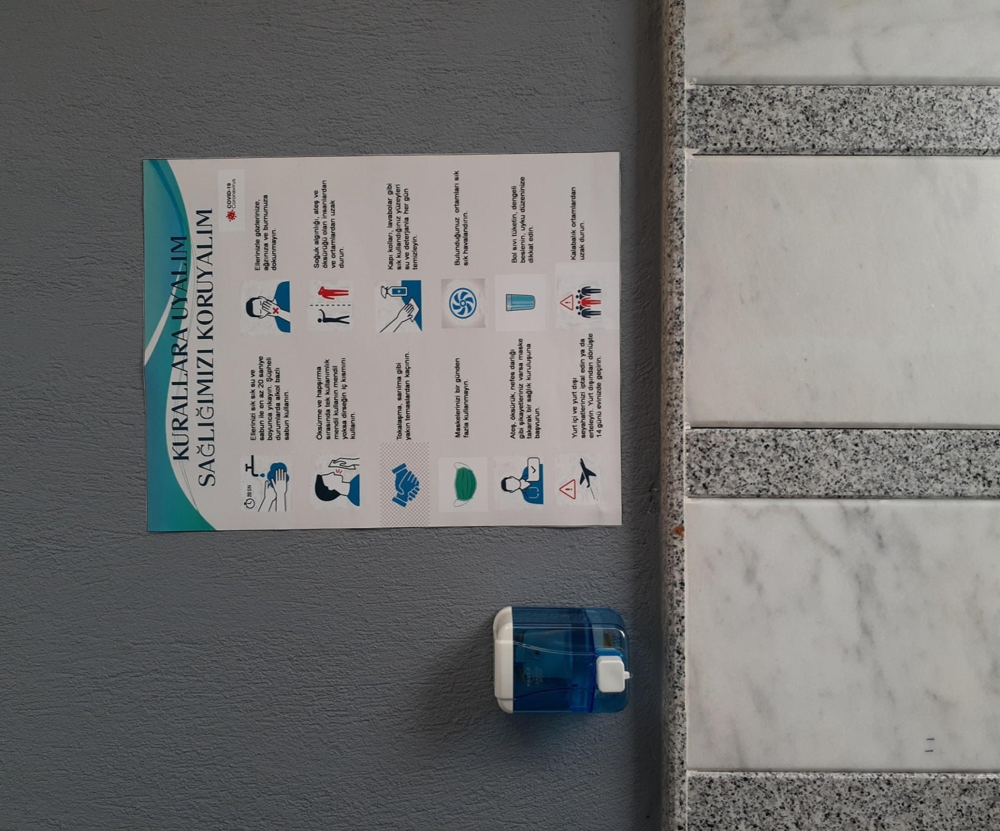 KURALLARA UYALIM
SAĞLIĞIMIZI KORUYALIM
COVID-19
Coronavirus
20 SN
Ellerinizi sık sık su ve
sabun ile en az 20 saniye
boyunca yıkayın. Şüpheli
durumlarda alkol bazlı
sabun kullanın.
Öksürme ve hapşırma
sırasında tek kullanımlık
mendil kullanın mendil
yoksa dirseğin iç kısmını
kullanın.
Tokalaşma, sarılma gibi
yakın temaslardan kaçının.
Maskelerinizi bir günden
fazla kullanmayın.
Ateş, öksürük, nefes darlığı
gibi şikayetleriniz varsa maske
takarak bir sağlık kuruluşuna
başvurun.
Yurt içi ve yurt dışı
seyahatlerinizi iptal edin ya da
erteleyin. Yurt dışından dönüşte
14 günü evinizde geçirin.
Ellerinizle gözlerinize,
ağzınıza ve burnunuza
dokunmayın.
Soğuk algınlığı, ateş ve
öksürüğü olan insanlardan
ve ortamlardan uzak
durun.
Kapı kolları, lavabolar gibi
sık kullandığınız yüzeyleri
su ve deterjanla her gün
temizleyin.
Bulunduğunuz ortamları sık
sık havalandırın.
Bol sıvı tüketin, dengeli
beslenin, uyku düzeninize
dikkat edin.
Kalabalık ortamlardan
uzak durun.